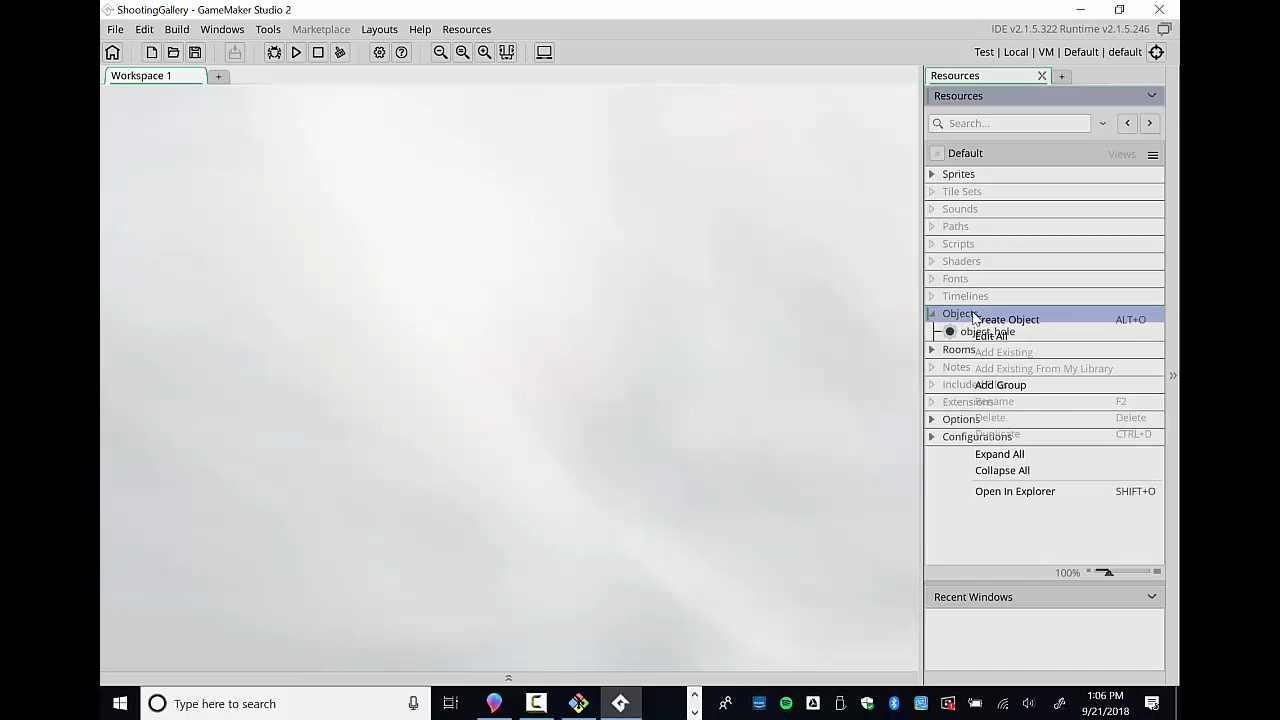 ShootingGallery - GameMaker Studio 2
File Edit Build Windows Tools Marketplace Layouts Help Resources
IDE v2.1.5.322 Runtime v2.1.5.246
Test | Local | VM | Default | default
Workspace 1 +
Resources X +
Resources
Search...
Default Views
Sprites
Tile Sets
Sounds
Paths
Scripts
Shaders
Fonts
Timelines
Objects
Create Object ALT+O
object_hole
Edit All
Rooms
Add Existing
Notes
Add Existing From My Library
Add Group
Extensions
Rename F2
Options
Delete Delete
Duplicate CTRL+D
Configurations
Expand All
Collapse All
Open In Explorer SHIFT+O
100%
Recent Windows
Type here to search
1:06 PM
9/21/2018